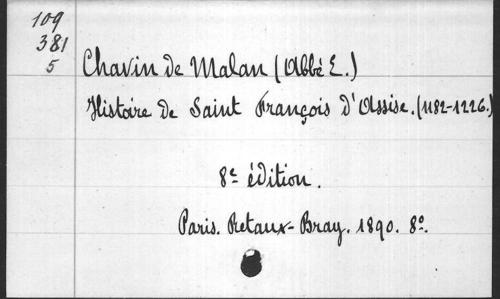 109
381
5
Chavin de Malan (Abbé E.)
Histoire de Saint François d'Assise. (1182-1226.)
8e édition.
Paris. Retaux-Bray. 1890. 8o.